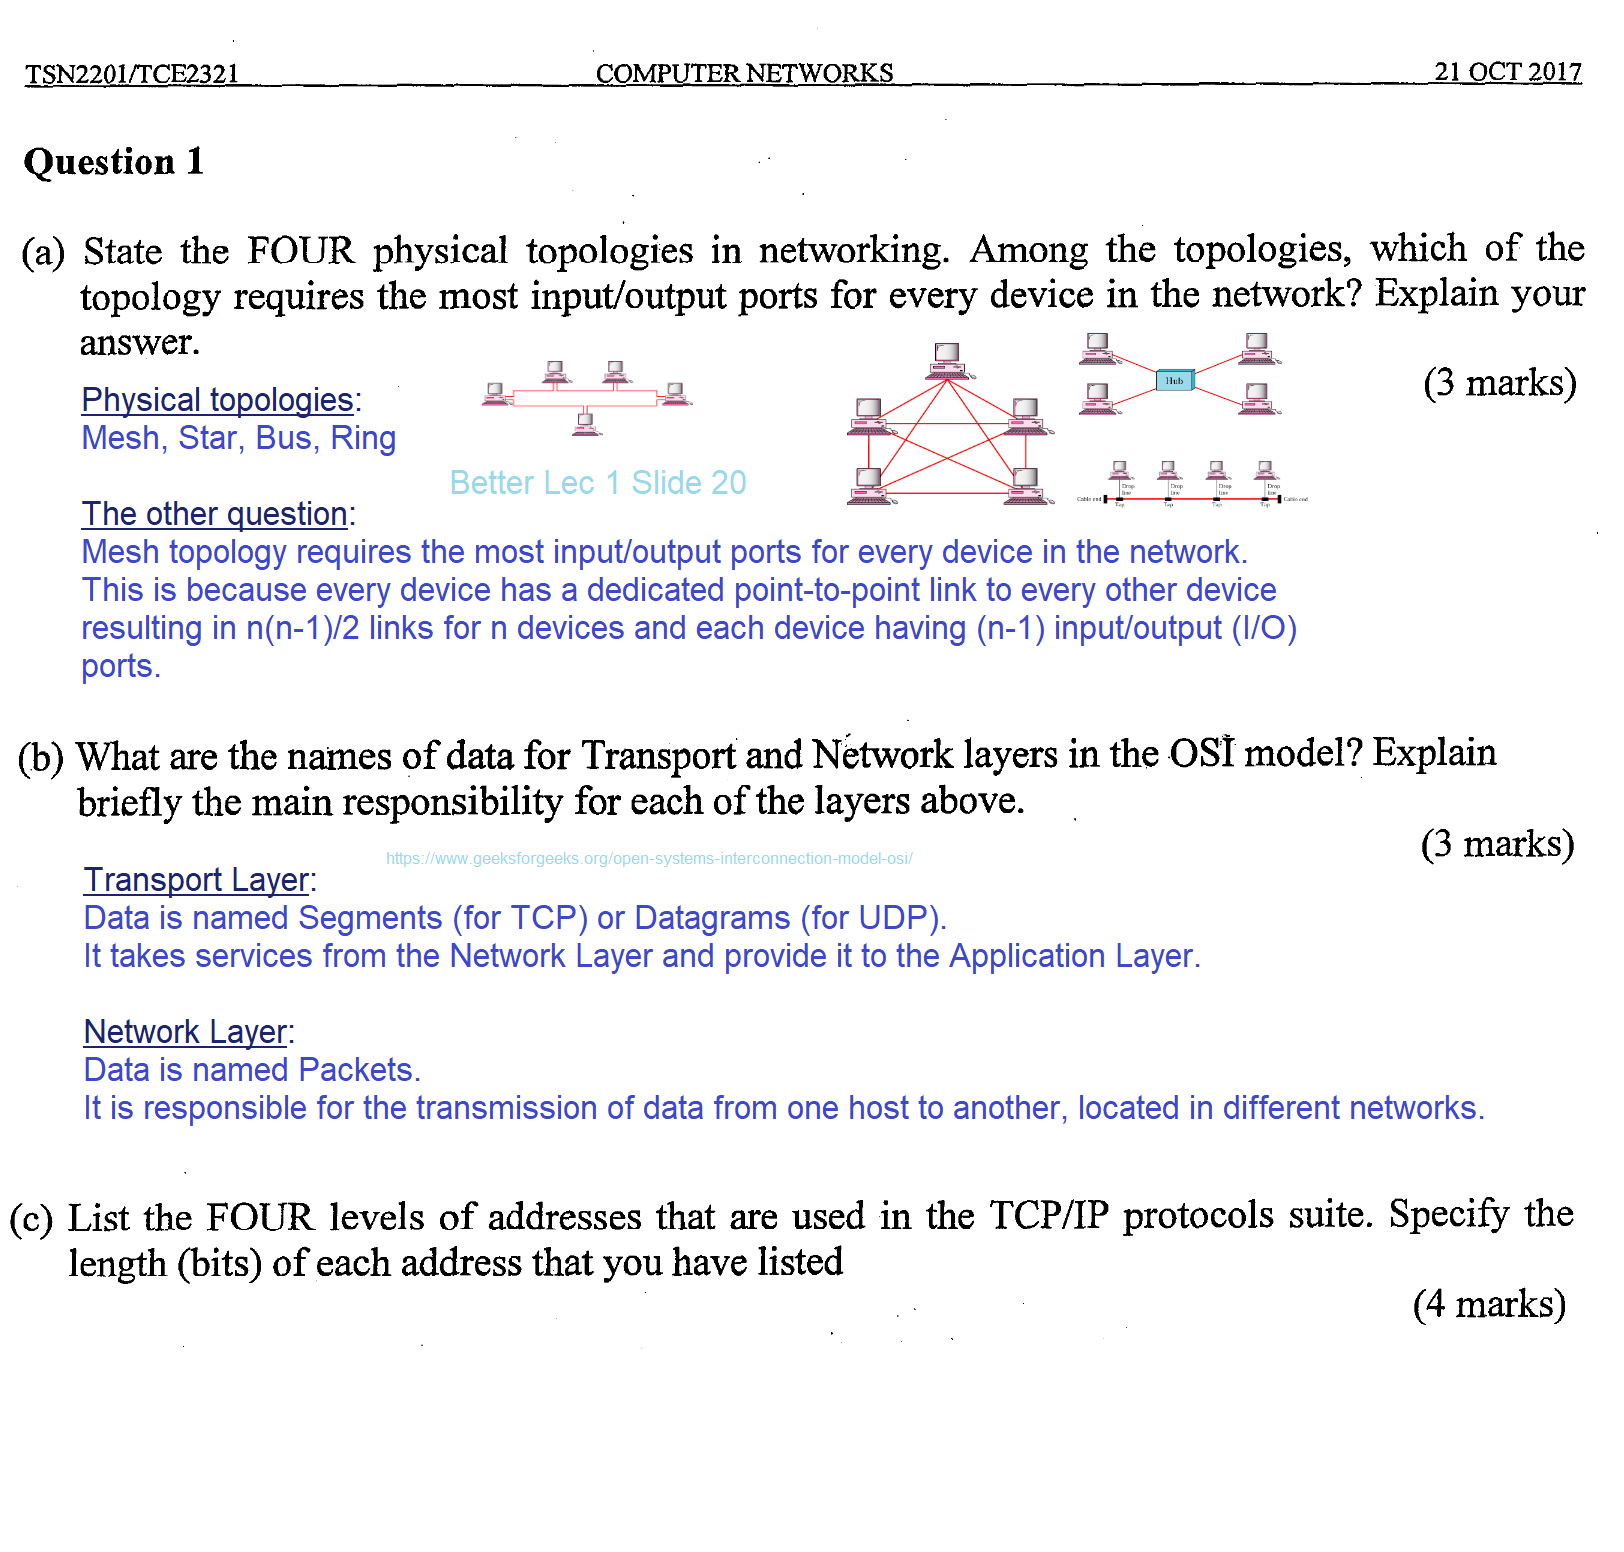 TSN2201/TCE2321 COMPUTER NETWORKS 21 OCT 2017
Question 1
(a) State the FOUR physical topologies in networking. Among the topologies, which of the
topology requires the most input/output ports for every device in the network? Explain your
answer.
(3 marks)
Physical topologies:
Mesh, Star, Bus, Ring
Hub
Better Lec 1 Slide 20
Drop line Drop line Drop line Drop line
Cable end Cable end
Tap Tap Tap Tap
The other question:
Mesh topology requires the most input/output ports for every device in the network.
This is because every device has a dedicated point-to-point link to every other device
resulting in n(n-1)/2 links for n devices and each device having (n-1) input/output (I/O)
ports.
(b) What are the names of data for Transport and Network layers in the OSI model? Explain
briefly the main responsibility for each of the layers above.
(3 marks)
https://www.geeksforgeeks.org/open-systems-interconnection-model-osi/
Transport Layer:
Data is named Segments (for TCP) or Datagrams (for UDP).
It takes services from the Network Layer and provide it to the Application Layer.
Network Layer:
Data is named Packets.
It is responsible for the transmission of data from one host to another, located in different networks.
(c) List the FOUR levels of addresses that are used in the TCP/IP protocols suite. Specify the
length (bits) of each address that you have listed
(4 marks)